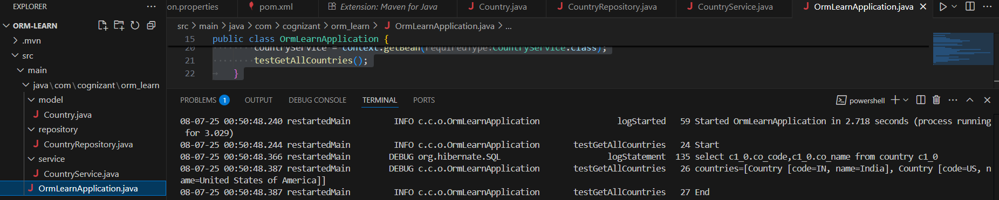 EXPLORER
ORM-LEARN
.mvn
src
main
java\com\cognizant\orm_learn
model
Country.java
repository
CountryRepository.java
service
CountryService.java
OrmLearnApplication.java
on.properties
pom.xml
Extension: Maven for Java
Country.java
CountryRepository.java
CountryService.java
OrmLearnApplication.java
src > main > java > com > cognizant > orm_learn > OrmLearnApplication.java > ...
15 public class OrmLearnApplication {
20 countryService = context.getBean(requiredType:CountryService.class);
21 testGetAllCountries();
22 }
PROBLEMS 1 OUTPUT DEBUG CONSOLE TERMINAL PORTS
powershell
08-07-25 00:50:48.240 restartedMain INFO c.c.o.OrmLearnApplication logStarted 59 Started OrmLearnApplication in 2.718 seconds (process running
for 3.029)
08-07-25 00:50:48.244 restartedMain INFO c.c.o.OrmLearnApplication testGetAllCountries 24 Start
08-07-25 00:50:48.366 restartedMain DEBUG org.hibernate.SQL logStatement 135 select c1_0.co_code,c1_0.co_name from country c1_0
08-07-25 00:50:48.387 restartedMain DEBUG c.c.o.OrmLearnApplication testGetAllCountries 26 countries=[Country [code=IN, name=India], Country [code=US, n
ame=United States of America]]
08-07-25 00:50:48.387 restartedMain INFO c.c.o.OrmLearnApplication testGetAllCountries 27 End